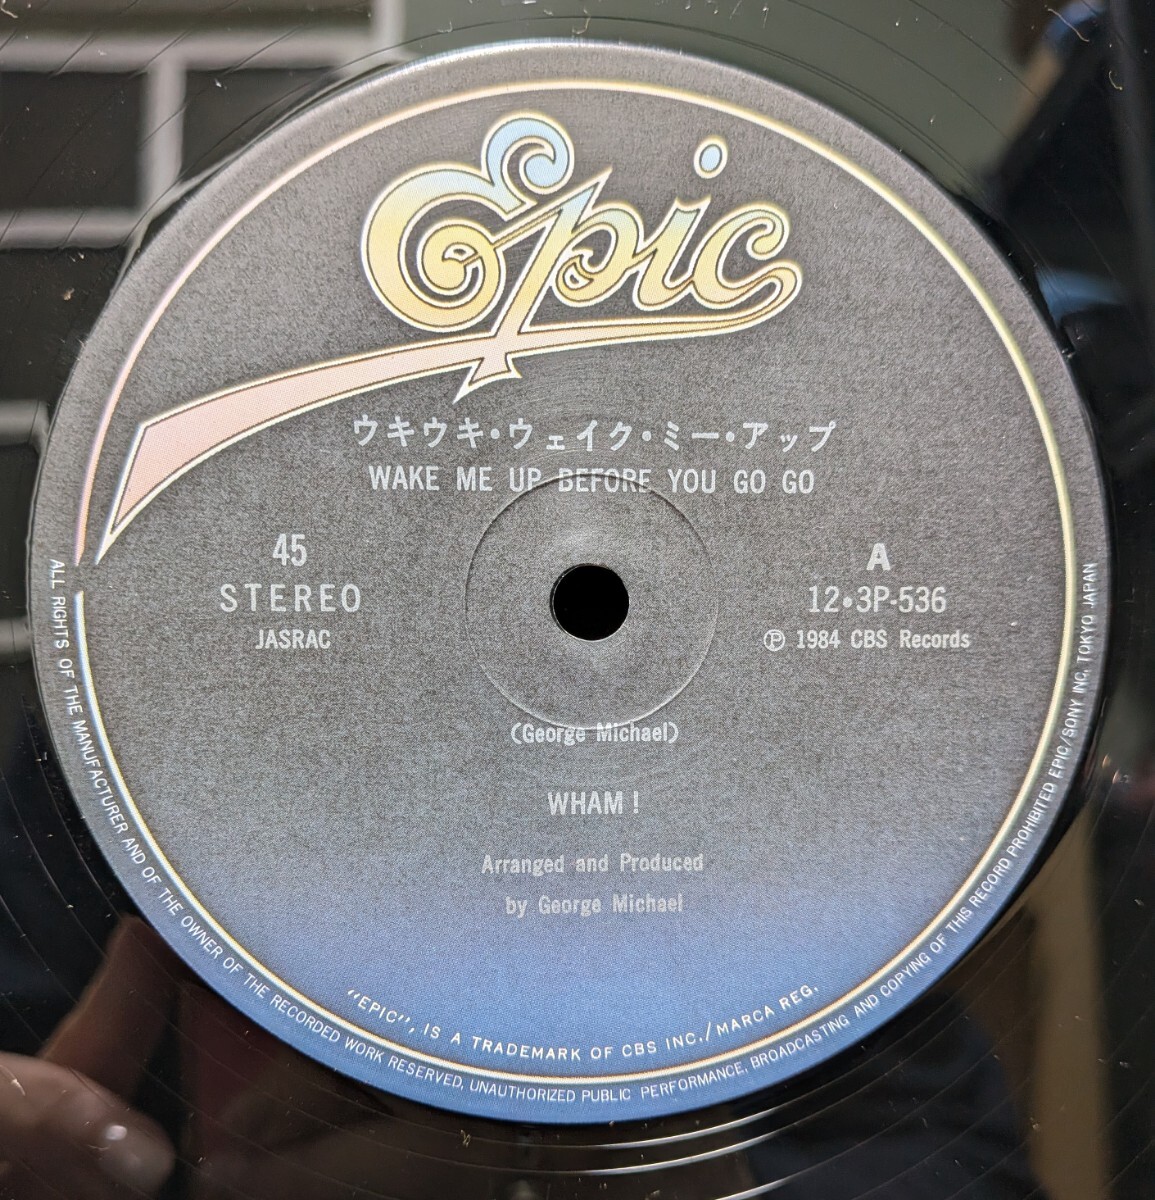 Epic
ウキウキ・ウェイク・ミー・アップ
WAKE ME UP BEFORE YOU GO GO
45
STEREO
JASRAC
A
12・3P-536
Ⓟ 1984 CBS Records
(George Michael)
WHAM!
Arranged and Produced
by George Michael
"EPIC", IS A TRADEMARK OF CBS INC./MARCA REG.
ALL RIGHTS OF THE MANUFACTURER AND OF THE OWNER OF THE RECORDED WORK RESERVED, UNAUTHORIZED PUBLIC PERFORMANCE, BROADCASTING AND COPYING OF THIS RECORD PROHIBITED EPIC/SONY INC. TOKYO JAPAN